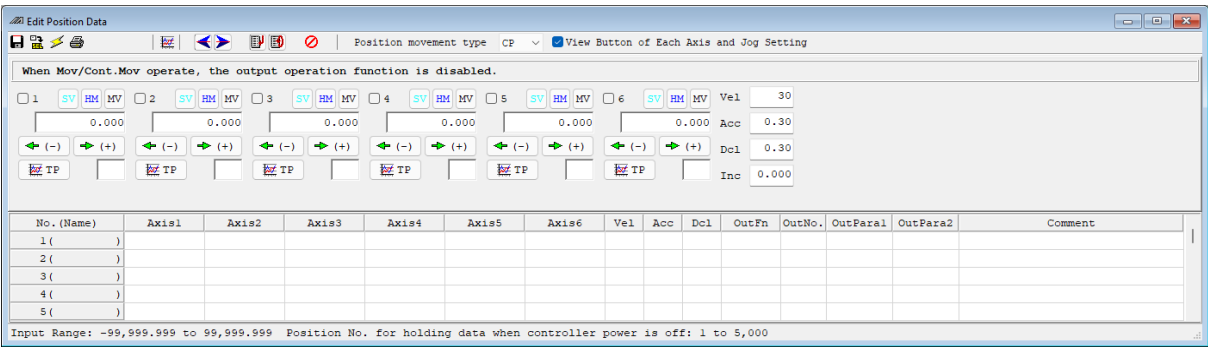 Edit Position Data
Position movement type CP View Button of Each Axis and Jog Setting
When Mov/Cont.Mov operate, the output operation function is disabled.
1 SV HM MV 2 SV HM MV 3 SV HM MV 4 SV HM MV 5 SV HM MV 6 SV HM MV Vel 30
0.000 0.000 0.000 0.000 0.000 0.000 Acc 0.30
(-) (+) (-) (+) (-) (+) (-) (+) (-) (+) (-) (+) Dcl 0.30
TP TP TP TP TP TP Inc 0.000
No.(Name) Axis1 Axis2 Axis3 Axis4 Axis5 Axis6 Vel Acc Dcl OutFn OutNo. OutPara1 OutPara2 Comment
1( )
2( )
3( )
4( )
5( )
Input Range: -99,999.999 to 99,999.999 Position No. for holding data when controller power is off: 1 to 5,000